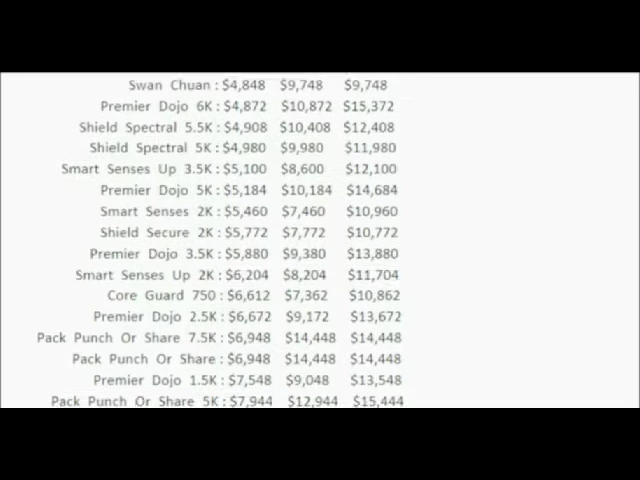 Swan Chuan : $4,848 $9,748 $9,748
Premier Dojo 6K : $4,872 $10,872 $15,372
Shield Spectral 5.5K : $4,908 $10,408 $12,408
Shield Spectral 5K : $4,980 $9,980 $11,980
Smart Senses Up 3.5K : $5,100 $8,600 $12,100
Premier Dojo 5K : $5,184 $10,184 $14,684
Smart Senses 2K : $5,460 $7,460 $10,960
Shield Secure 2K : $5,772 $7,772 $10,772
Premier Dojo 3.5K : $5,880 $9,380 $13,880
Smart Senses Up 2K : $6,204 $8,204 $11,704
Core Guard 750 : $6,612 $7,362 $10,862
Premier Dojo 2.5K : $6,672 $9,172 $13,672
Pack Punch Or Share 7.5K : $6,948 $14,448 $14,448
Pack Punch Or Share : $6,948 $14,448 $14,448
Premier Dojo 1.5K : $7,548 $9,048 $13,548
Pack Punch Or Share 5K : $7,944 $12,944 $15,444